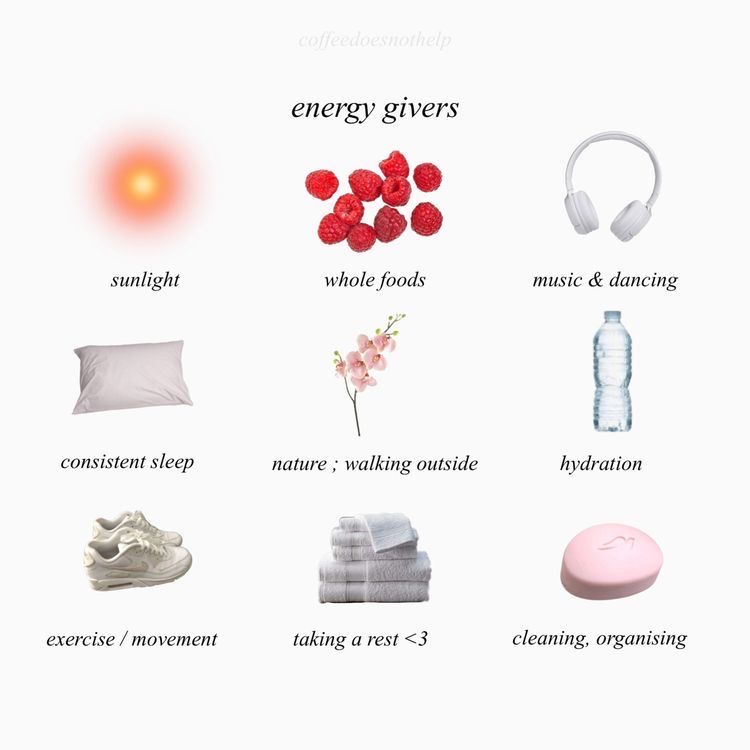 coffeedoesnothelp
energy givers
sunlight
whole foods
music & dancing
consistent sleep
nature ; walking outside
hydration
exercise / movement
taking a rest <3
cleaning, organising